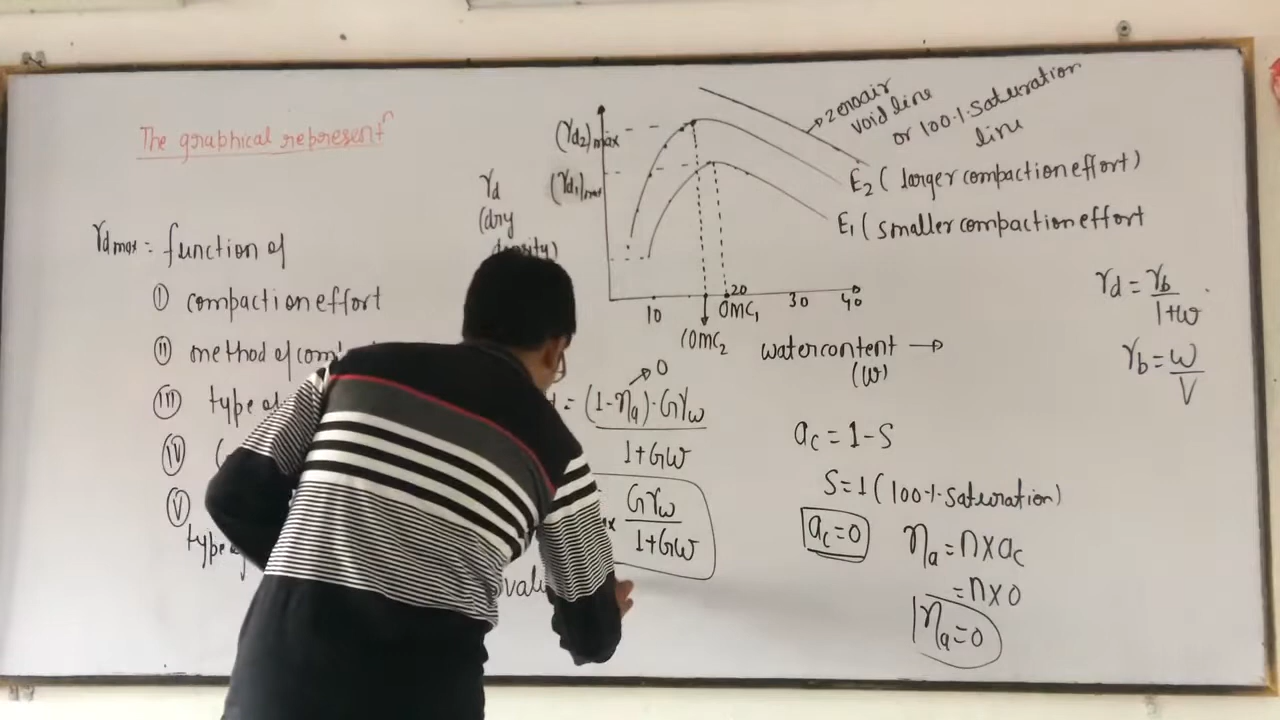 The graphical representⁿ
γdmax = function of
① compaction effort
② method of com
③ type
④ (
⑤
type
γd
(dry
density)
(γd2)max
(γd1)max
10
20
30
40
OMC1
(OMC2
water content →
(w)
→ zero air
void line
or 100% saturation
line
E2 ( larger compaction effort)
E1 ( smaller compaction effort
γd = γb / 1+w
γb = W / V
= (1-ηa)·Gγw / 1+Gw
0
Gγw / 1+Gw
ac = 1-S
S=1 (100% saturation)
ac=0
ηa = n×ac
= n×0
ηa=0